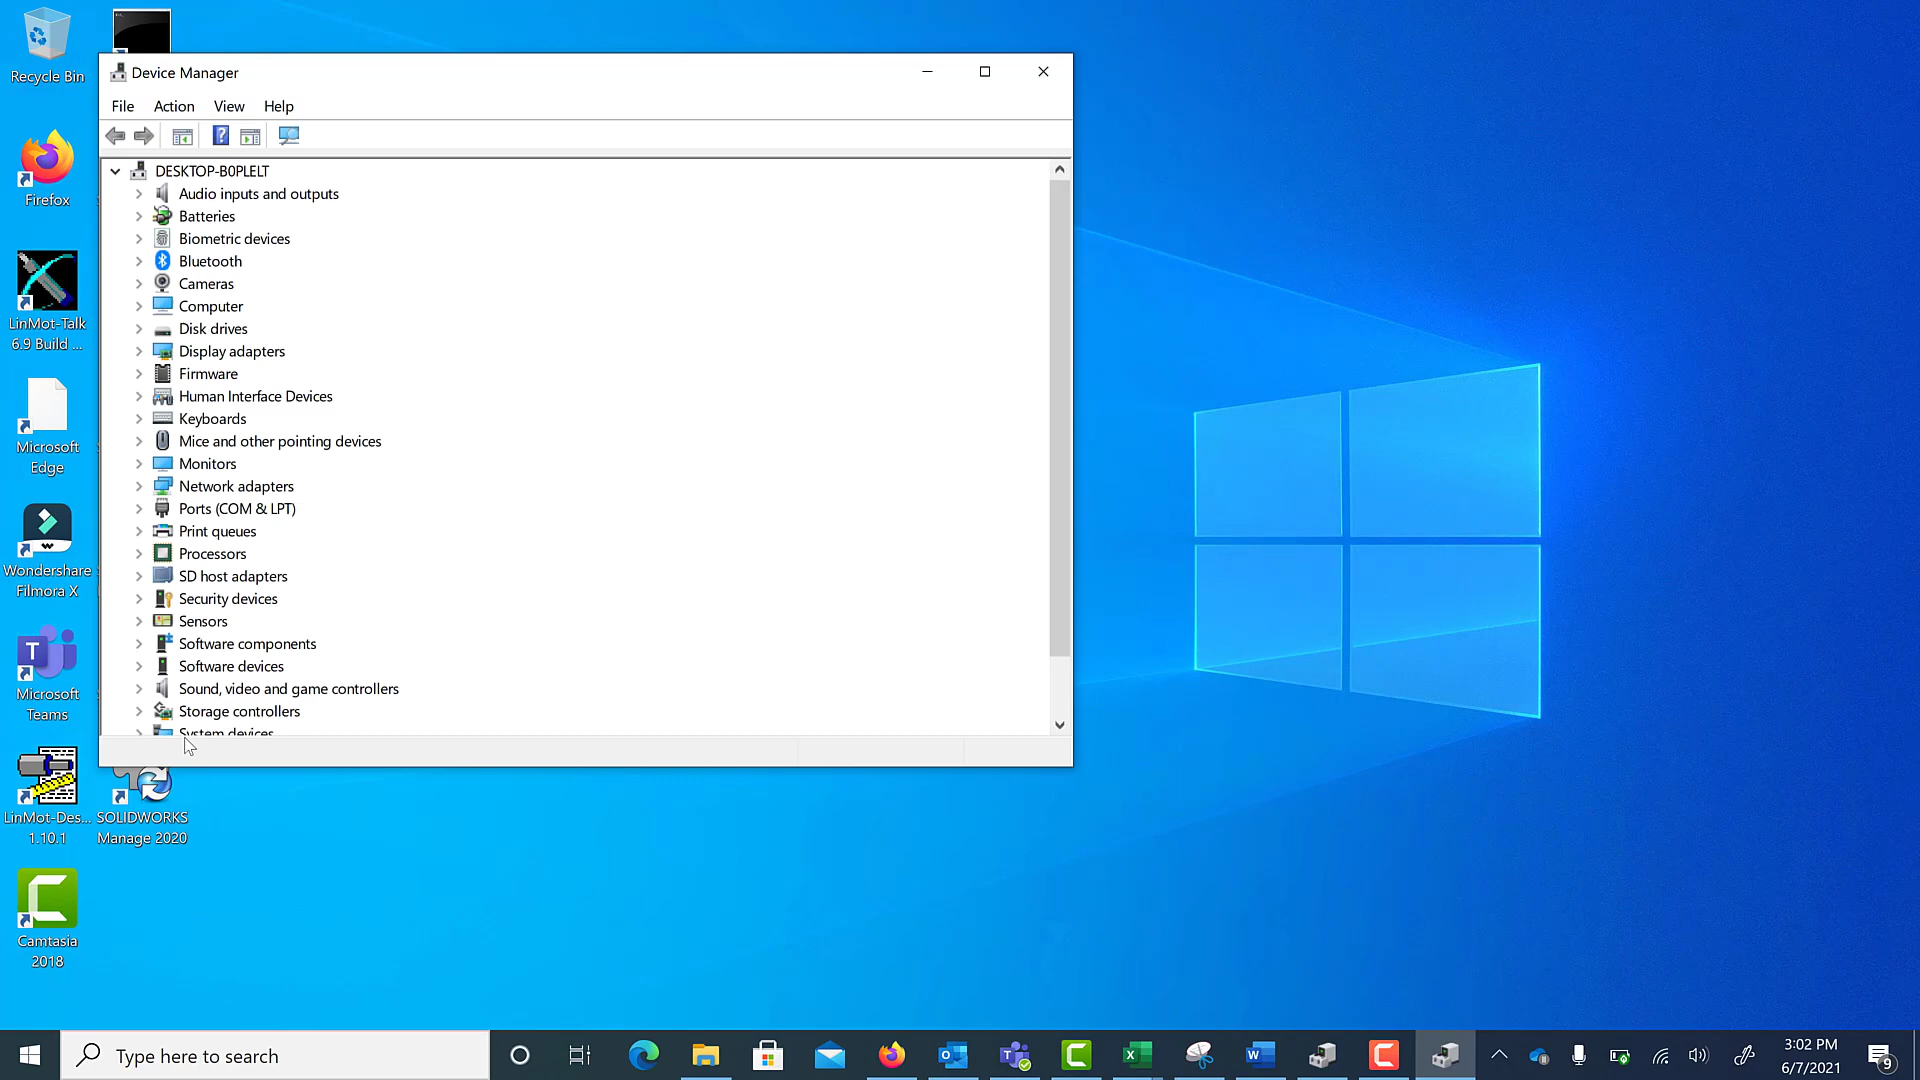 Recycle Bin
Firefox
LinMot-Talk
6.9 Build ...
Microsoft
Edge
Wondershare
Filmora X
Microsoft
Teams
LinMot-Des...
1.10.1
SOLIDWORKS
Manage 2020
Camtasia
2018
Device Manager
File Action View Help
DESKTOP-B0PLELT
Audio inputs and outputs
Batteries
Biometric devices
Bluetooth
Cameras
Computer
Disk drives
Display adapters
Firmware
Human Interface Devices
Keyboards
Mice and other pointing devices
Monitors
Network adapters
Ports (COM & LPT)
Print queues
Processors
SD host adapters
Security devices
Sensors
Software components
Software devices
Sound, video and game controllers
Storage controllers
System devices
Type here to search
3:02 PM
6/7/2021
9